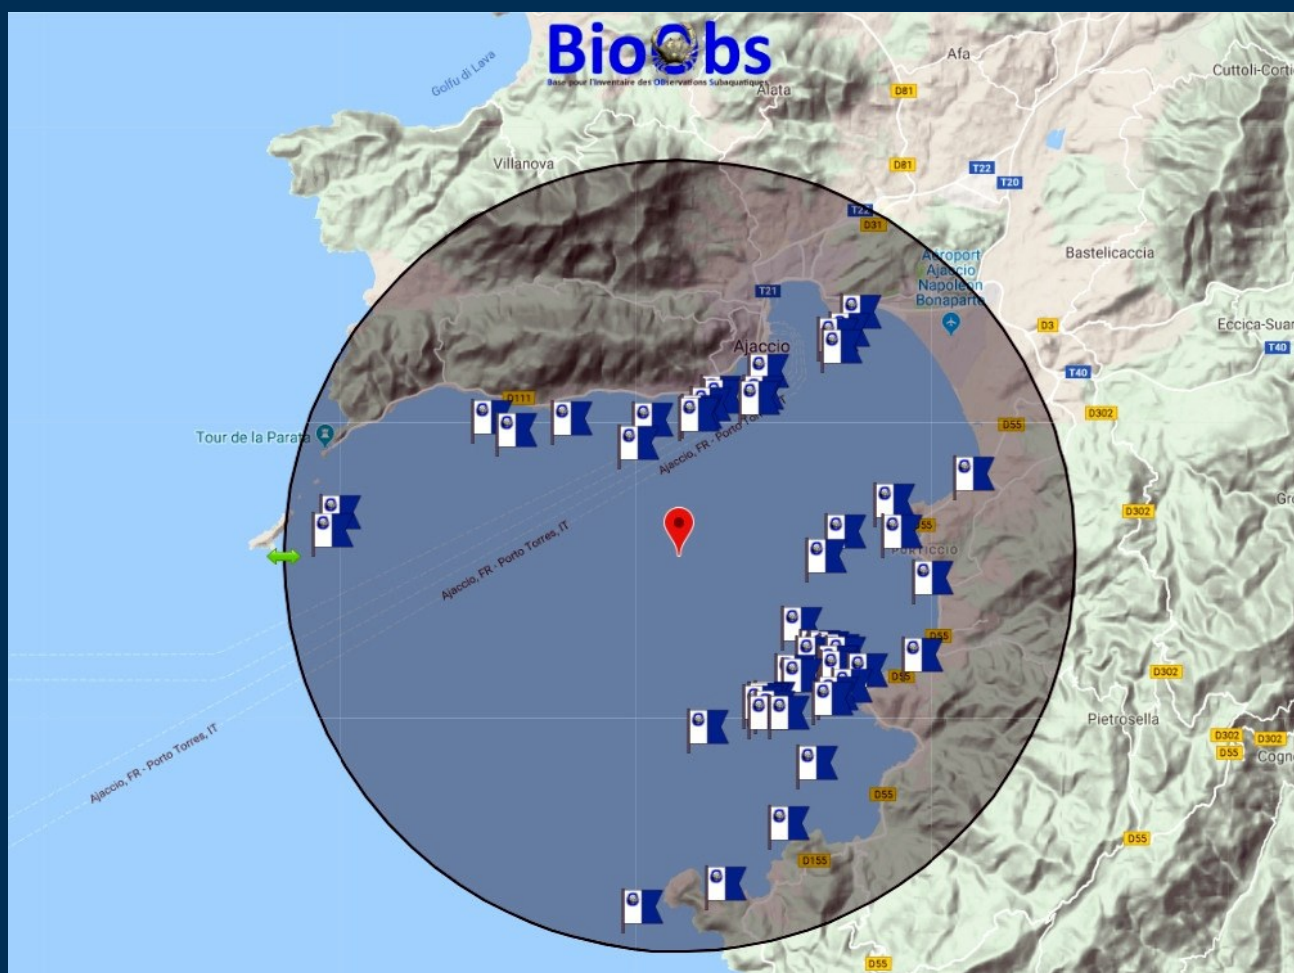 BioObs
Base pour l'Inventaire des OBservations Subaquatiques
Golfu di Lava
Alata
Afa
Cuttoli-Corti
D81
Villanova
D81
T22
T20
T22
D31
Bastelicaccia
Aéroport
Ajaccio
Napoléon
Bonaparte
T21
D3
Eccica-Suar
T40
Ajaccio
T40
D111
D302
D55
Tour de la Parata
Ajaccio, FR - Porto Torres, IT
D302
D55
PORTICCIO
Ajaccio, FR - Porto Torres, IT
D55
D55
D302
Pietrosella
D302
D302
D55
Cogno
Ajaccio, FR - Porto Torres, IT
D55
D55
D155
D55